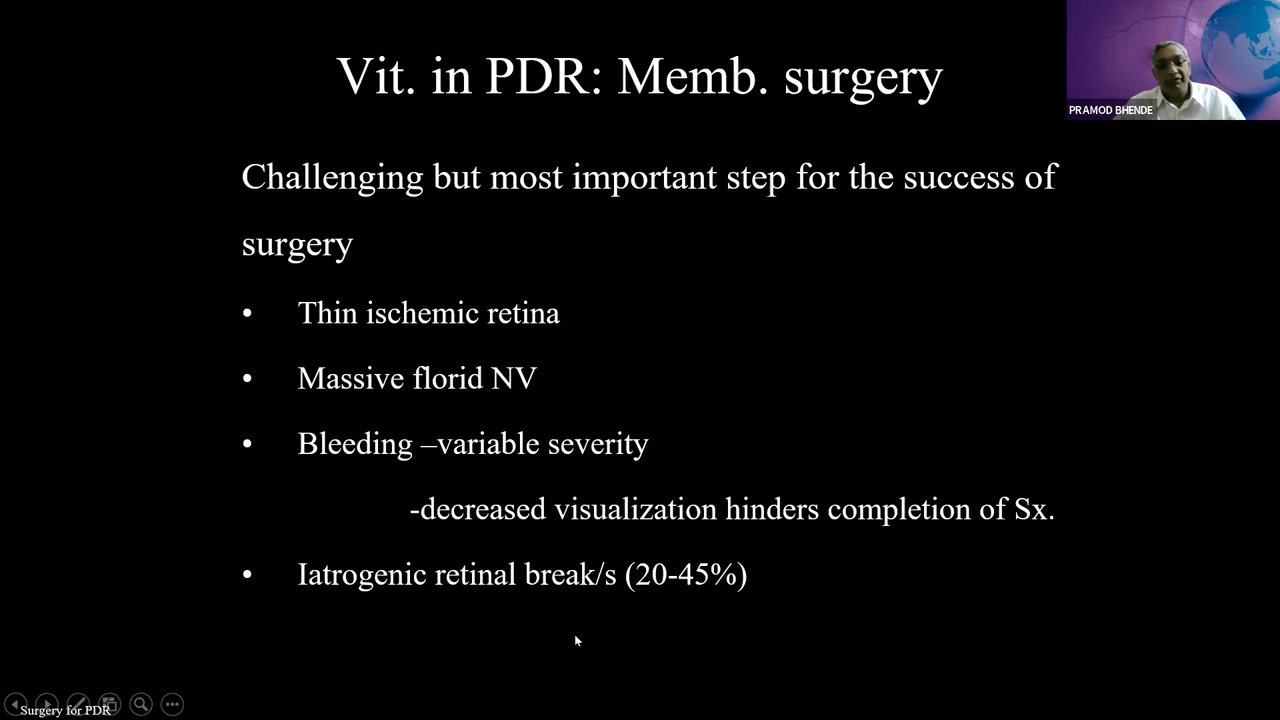 Vit. in PDR: Memb. surgery
PRAMOD BHENDE
Challenging but most important step for the success of
surgery
• Thin ischemic retina
• Massive florid NV
• Bleeding –variable severity
-decreased visualization hinders completion of Sx.
• Iatrogenic retinal break/s (20-45%)
Surgery for PDR